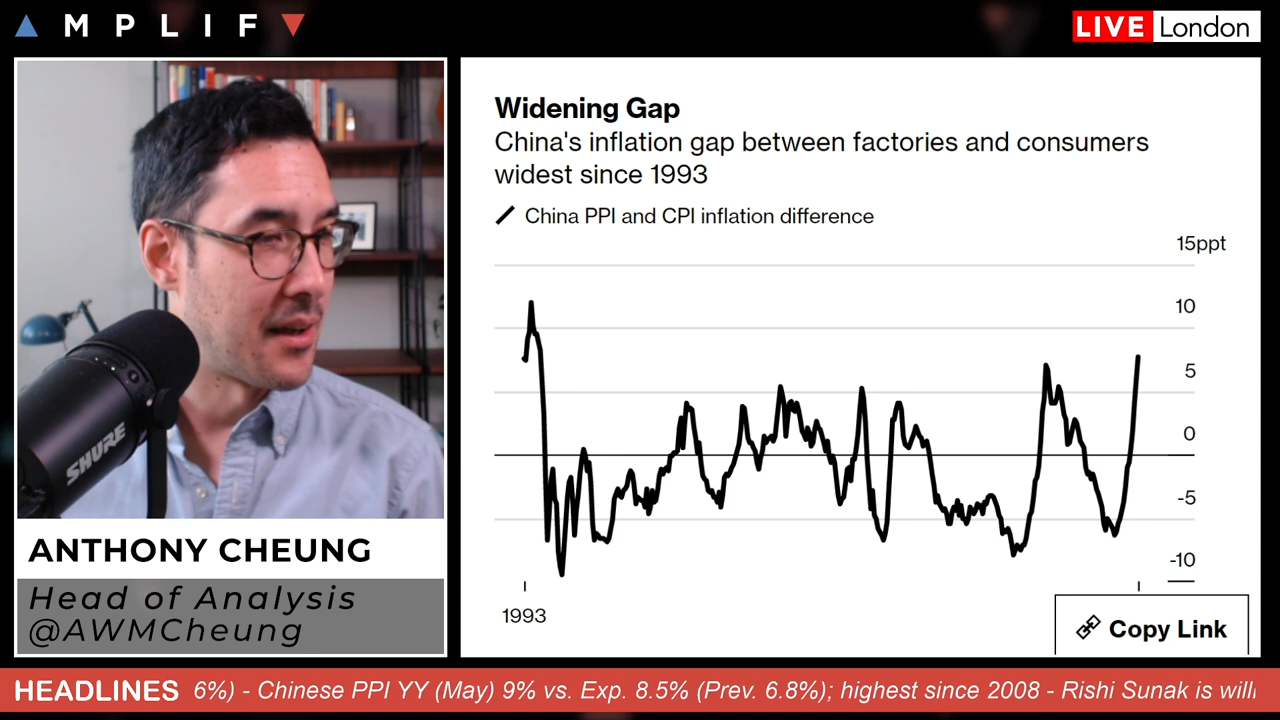 AMPLIFY
LIVE London
Widening Gap
China's inflation gap between factories and consumers
widest since 1993
China PPI and CPI inflation difference
15ppt
10
5
0
-5
-10
1993
Copy Link
SHURE
ANTHONY CHEUNG
Head of Analysis
@AWMCheung
HEADLINES 6%) - Chinese PPI YY (May) 9% vs. Exp. 8.5% (Prev. 6.8%); highest since 2008 - Rishi Sunak is will